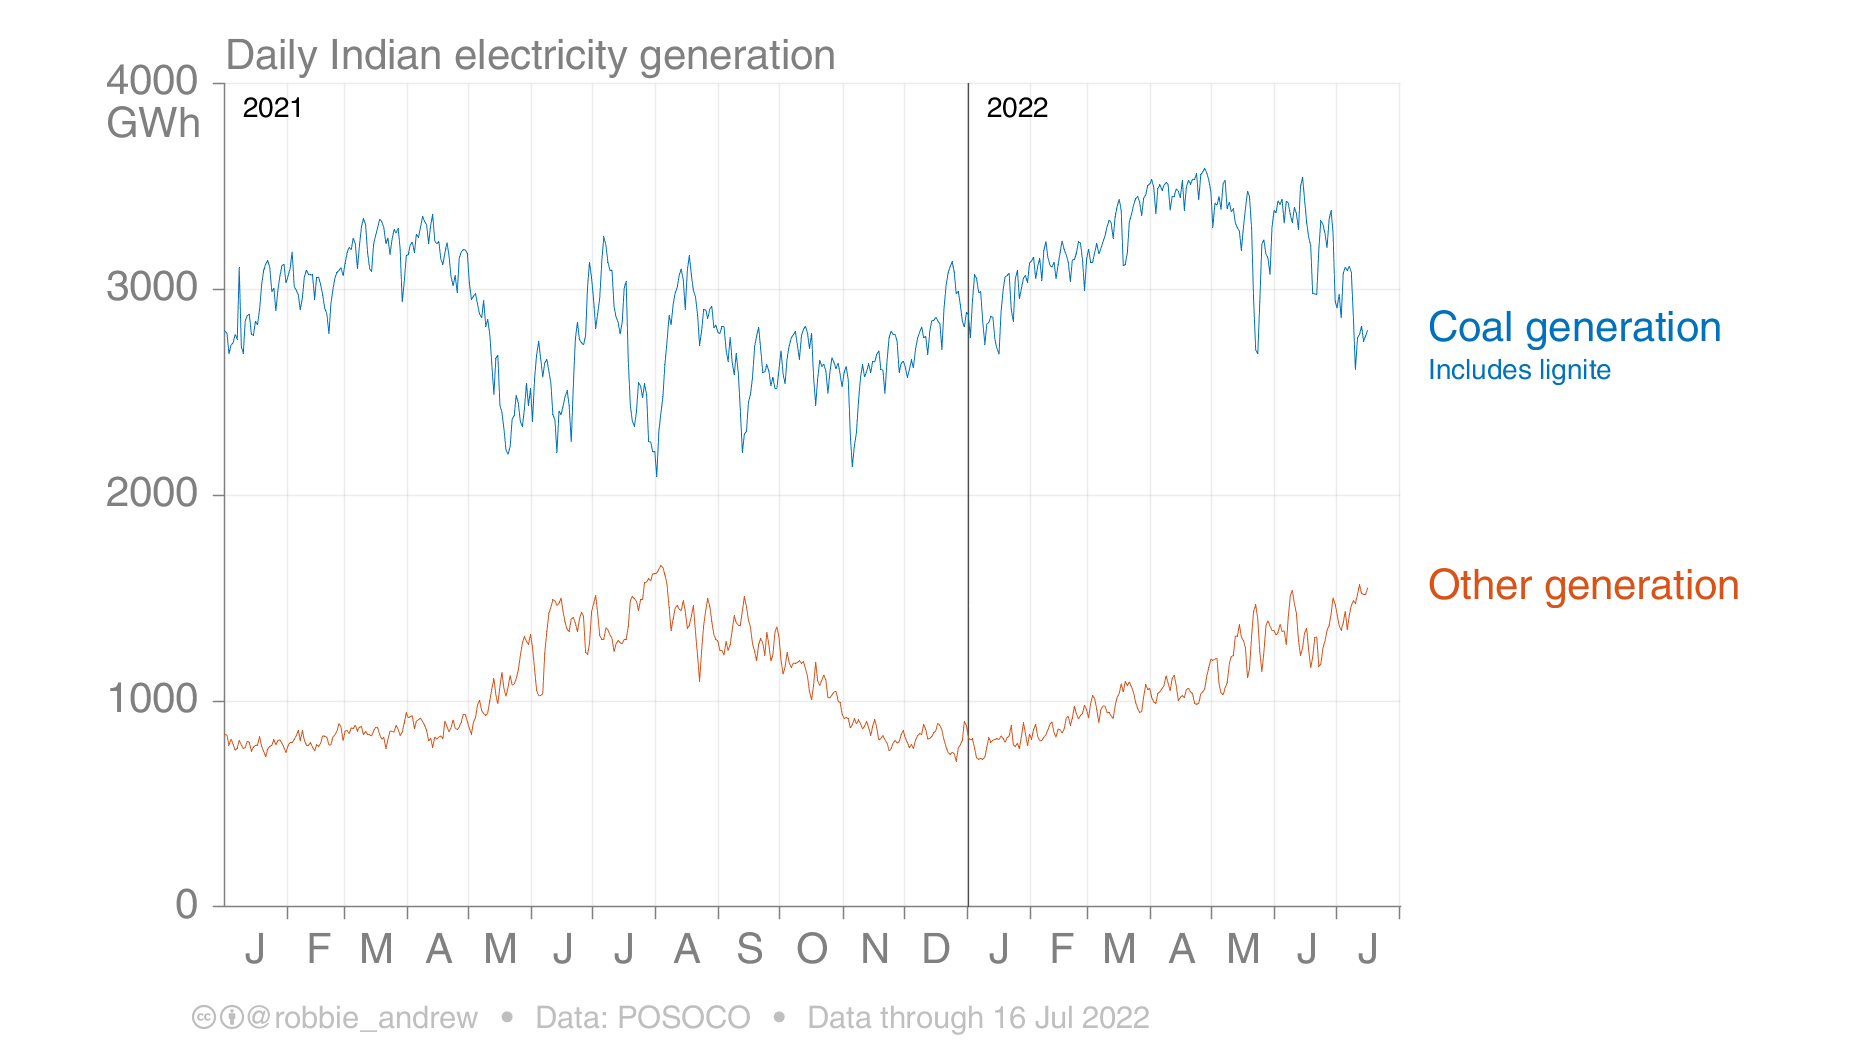 Daily Indian electricity generation
4000
GWh
2021
2022
3000
2000
1000
0
Coal generation
Includes lignite
Other generation
J F M A M J J A S O N D J F M A M J J
@robbie_andrew • Data: POSOCO • Data through 16 Jul 2022